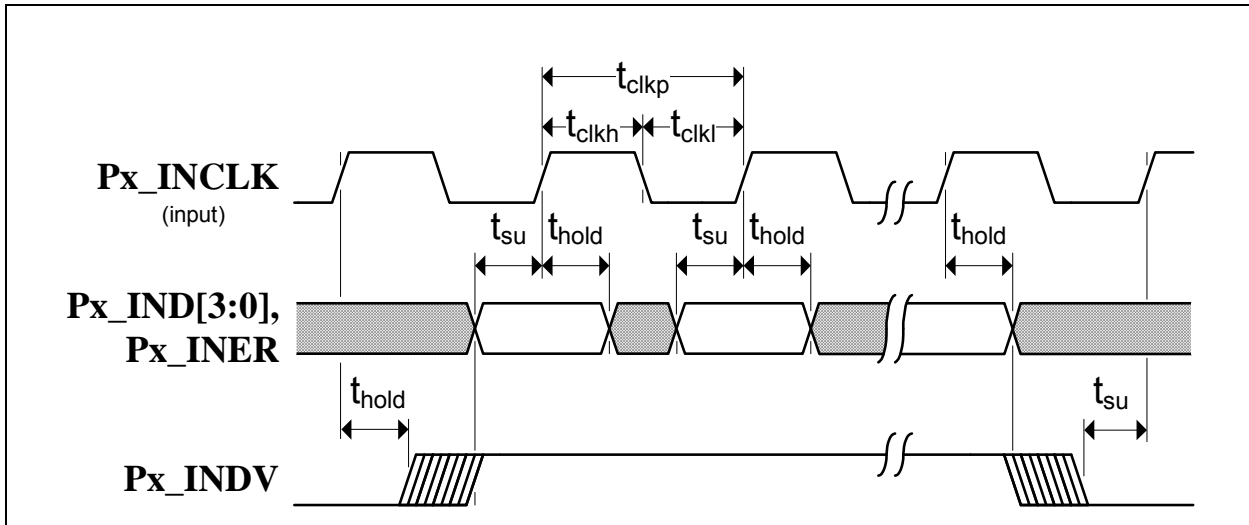 tclkp
tclkh tclkl
Px_INCLK
(input)
tsu thold tsu thold thold
Px_IND[3:0],
Px_INER
thold tsu
Px_INDV